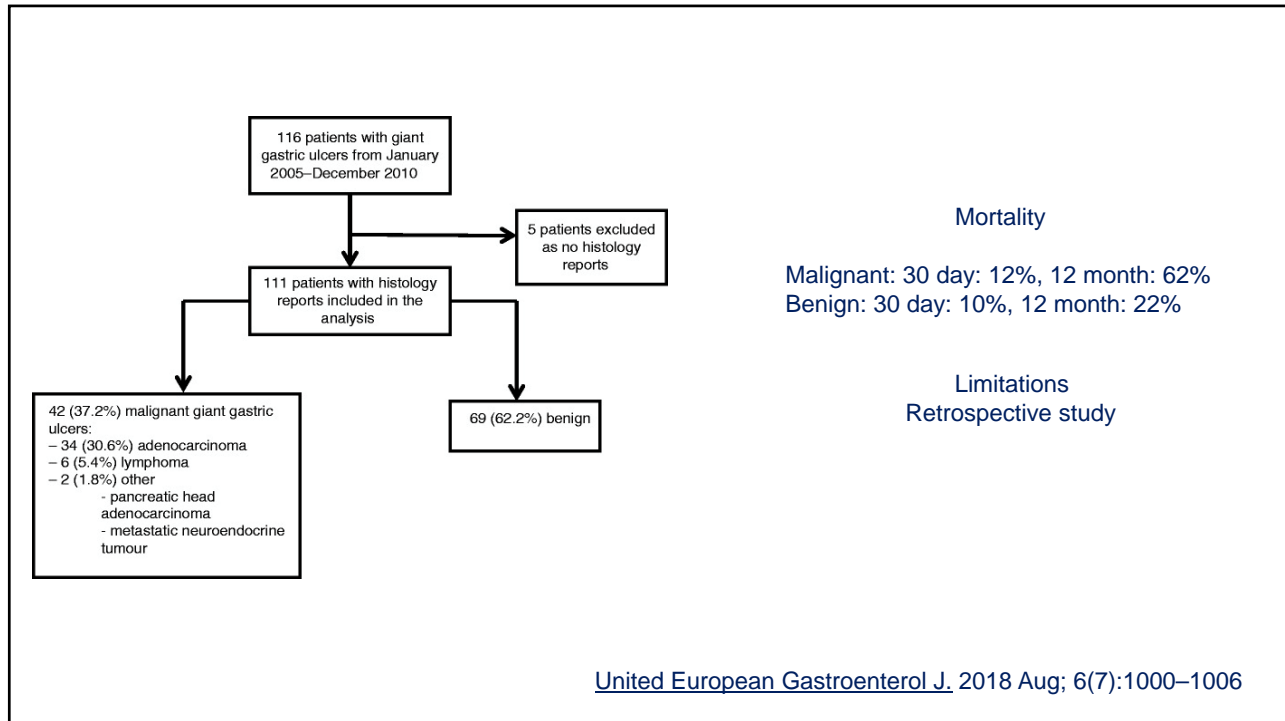 116 patients with giant
gastric ulcers from January
2005–December 2010
5 patients excluded
as no histology
reports
111 patients with histology
reports included in the
analysis
42 (37.2%) malignant giant gastric
ulcers:
– 34 (30.6%) adenocarcinoma
– 6 (5.4%) lymphoma
– 2 (1.8%) other
- pancreatic head
adenocarcinoma
- metastatic neuroendocrine
tumour
69 (62.2%) benign
Mortality
Malignant: 30 day: 12%, 12 month: 62%
Benign: 30 day: 10%, 12 month: 22%
Limitations
Retrospective study
United European Gastroenterol J. 2018 Aug; 6(7):1000–1006